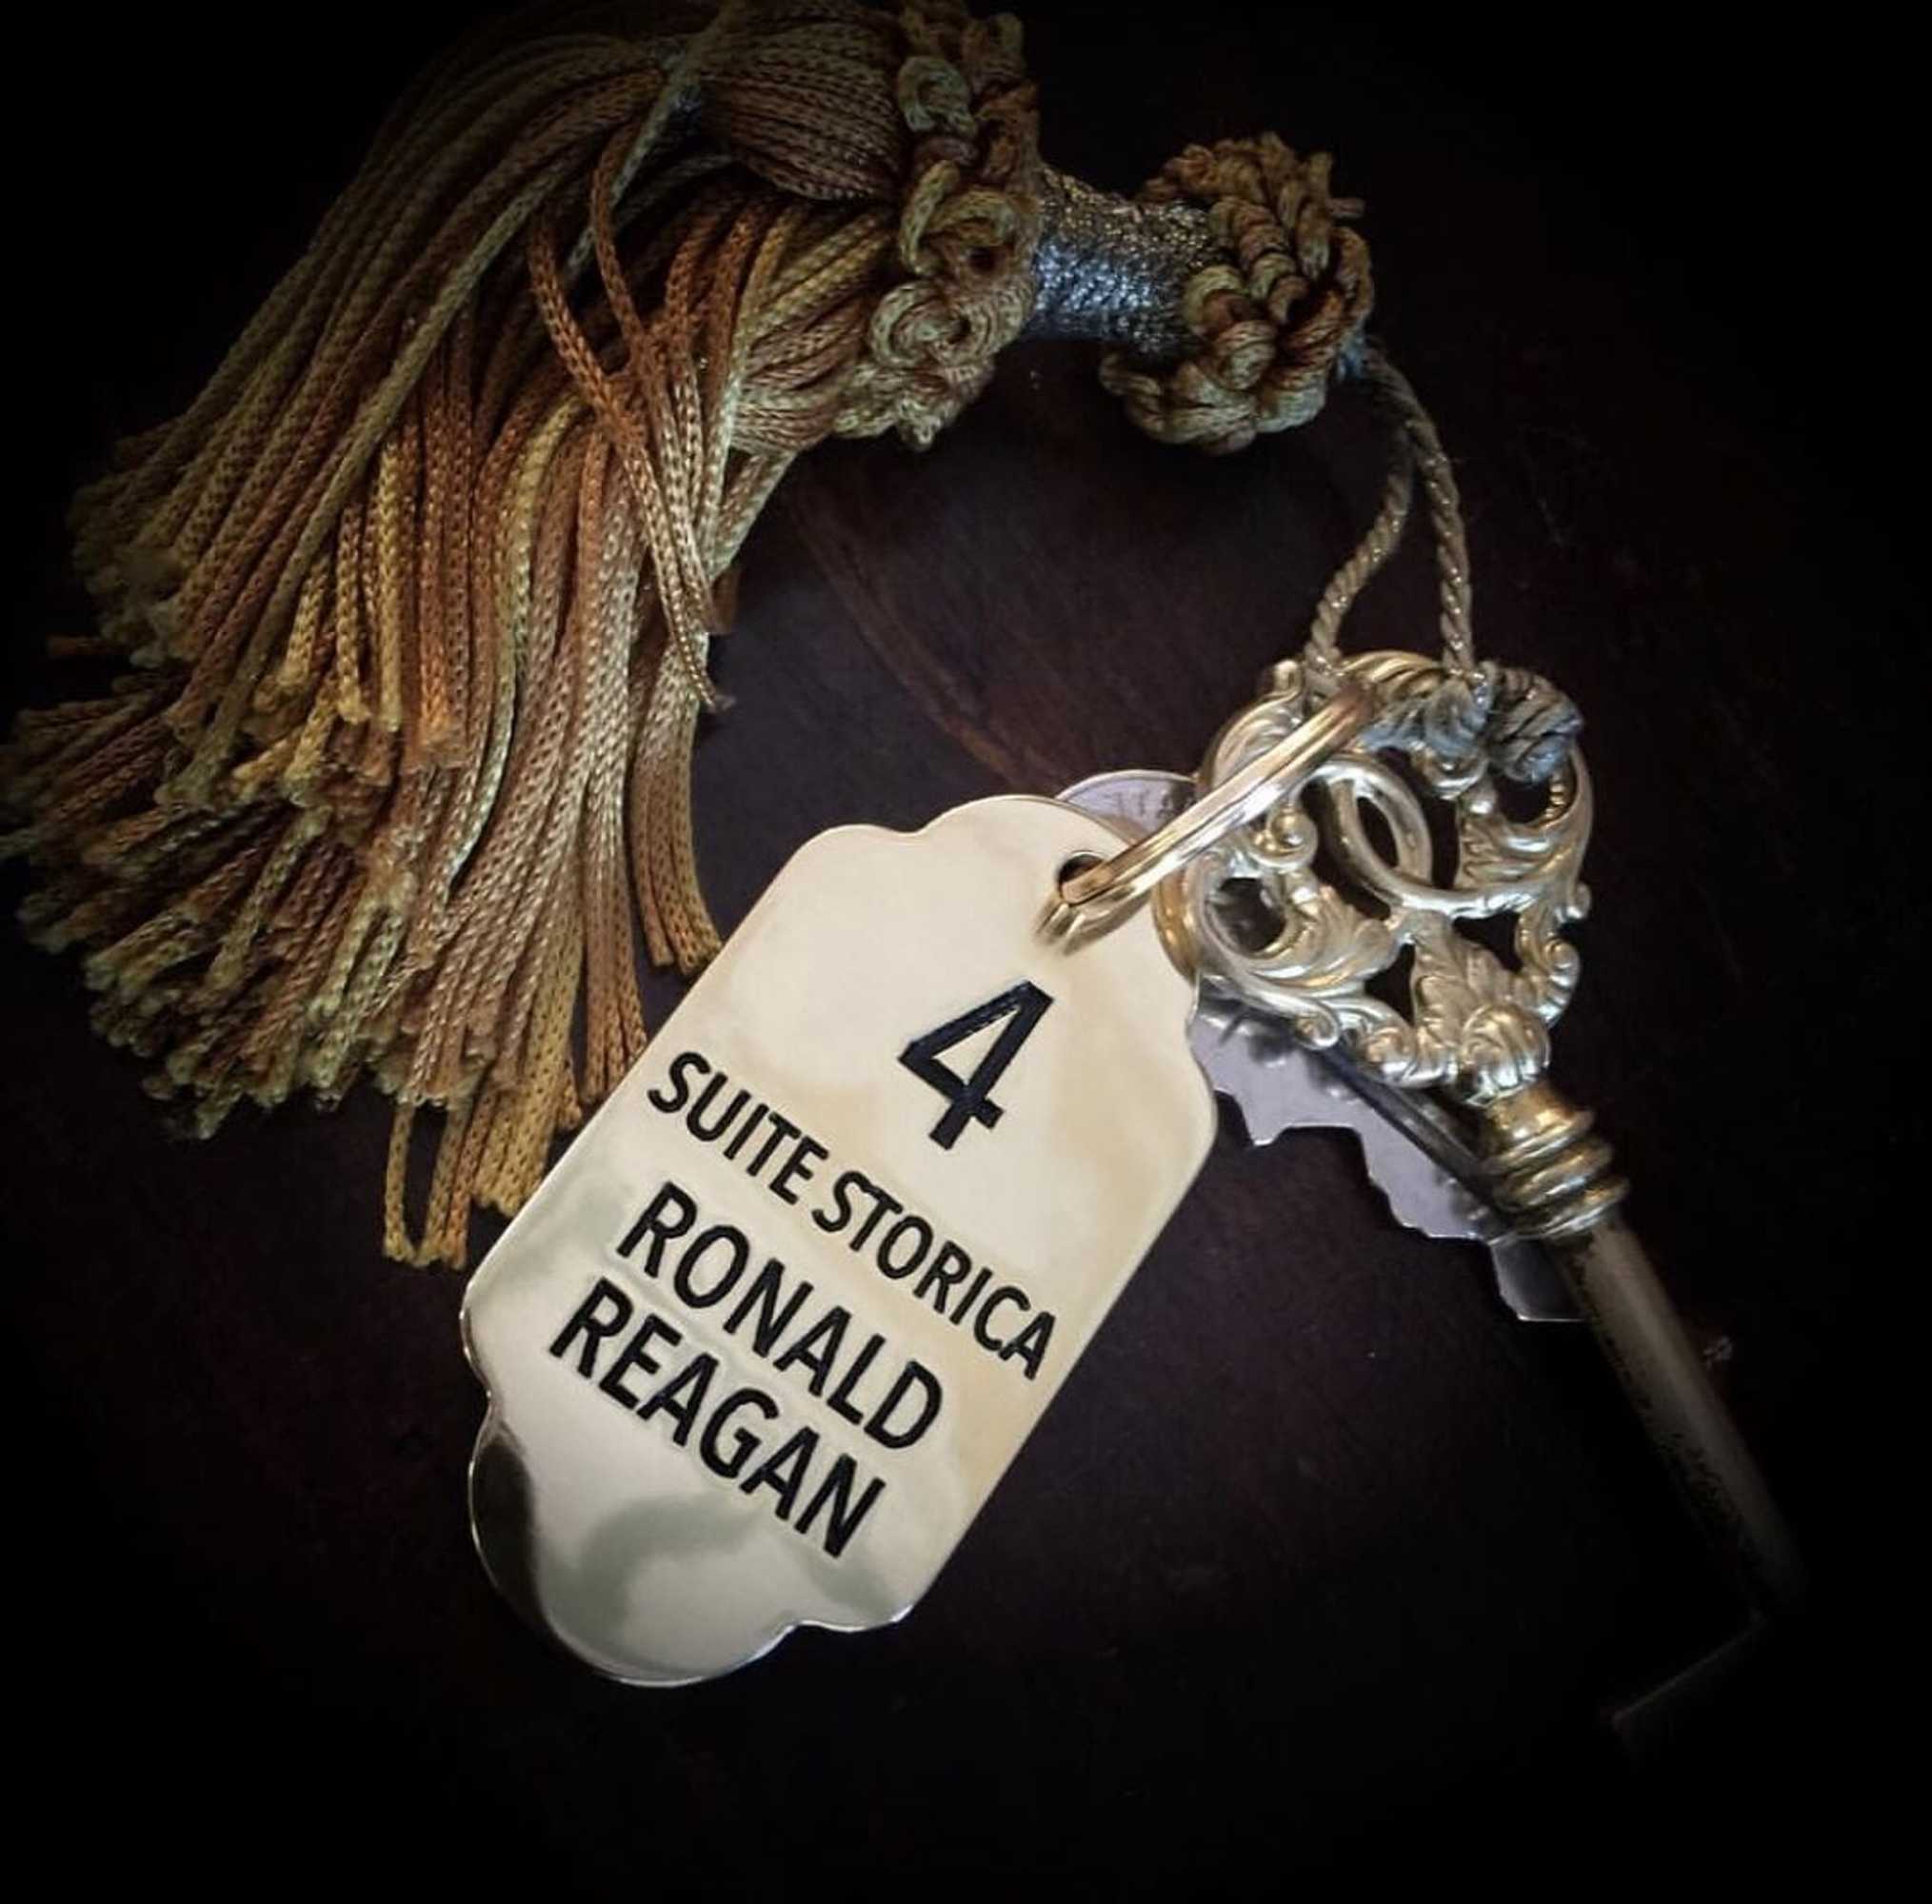 4
SUITE STORICA
RONALD
REAGAN